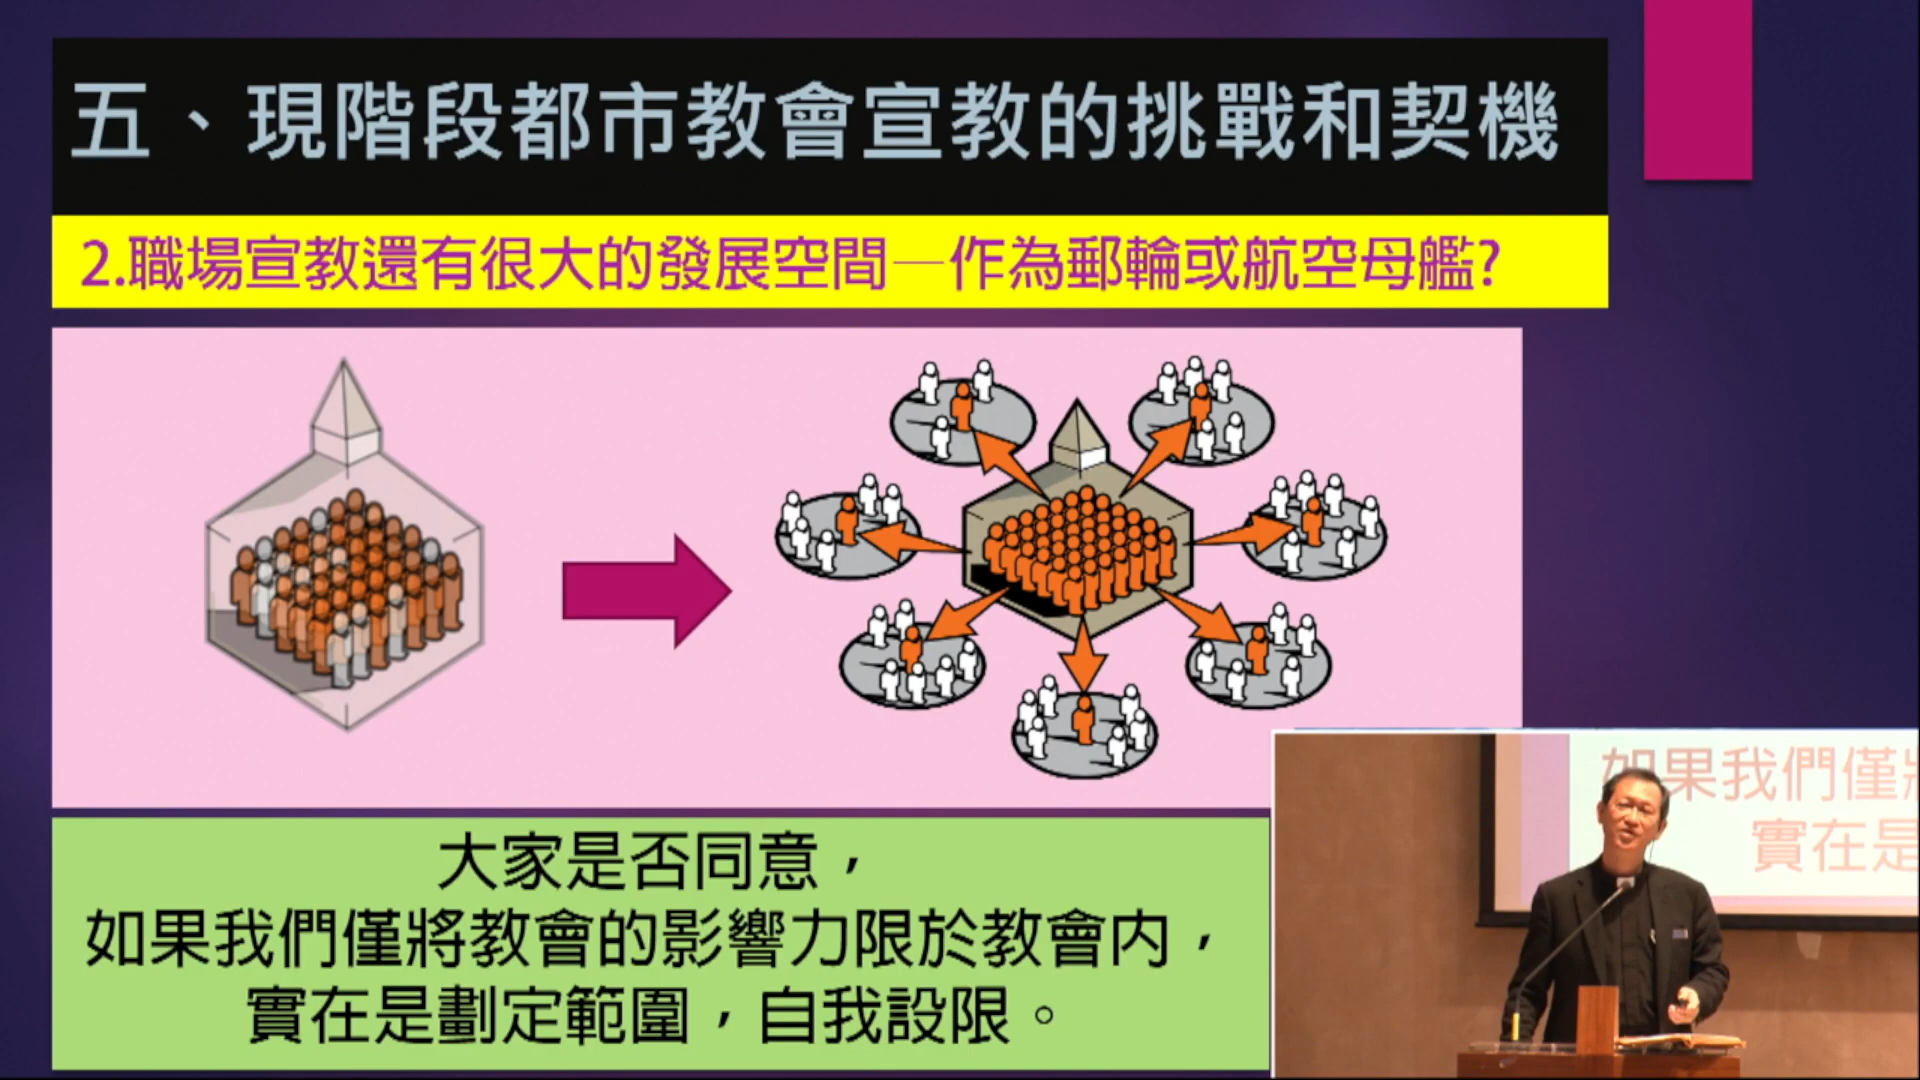 五、現階段都市教會宣教的挑戰和契機
2.職場宣教還有很大的發展空間—作為郵輪或航空母艦?
大家是否同意，
如果我們僅將教會的影響力限於教會内，
實在是劃定範圍，自我設限。
如果我們僅將
實在是